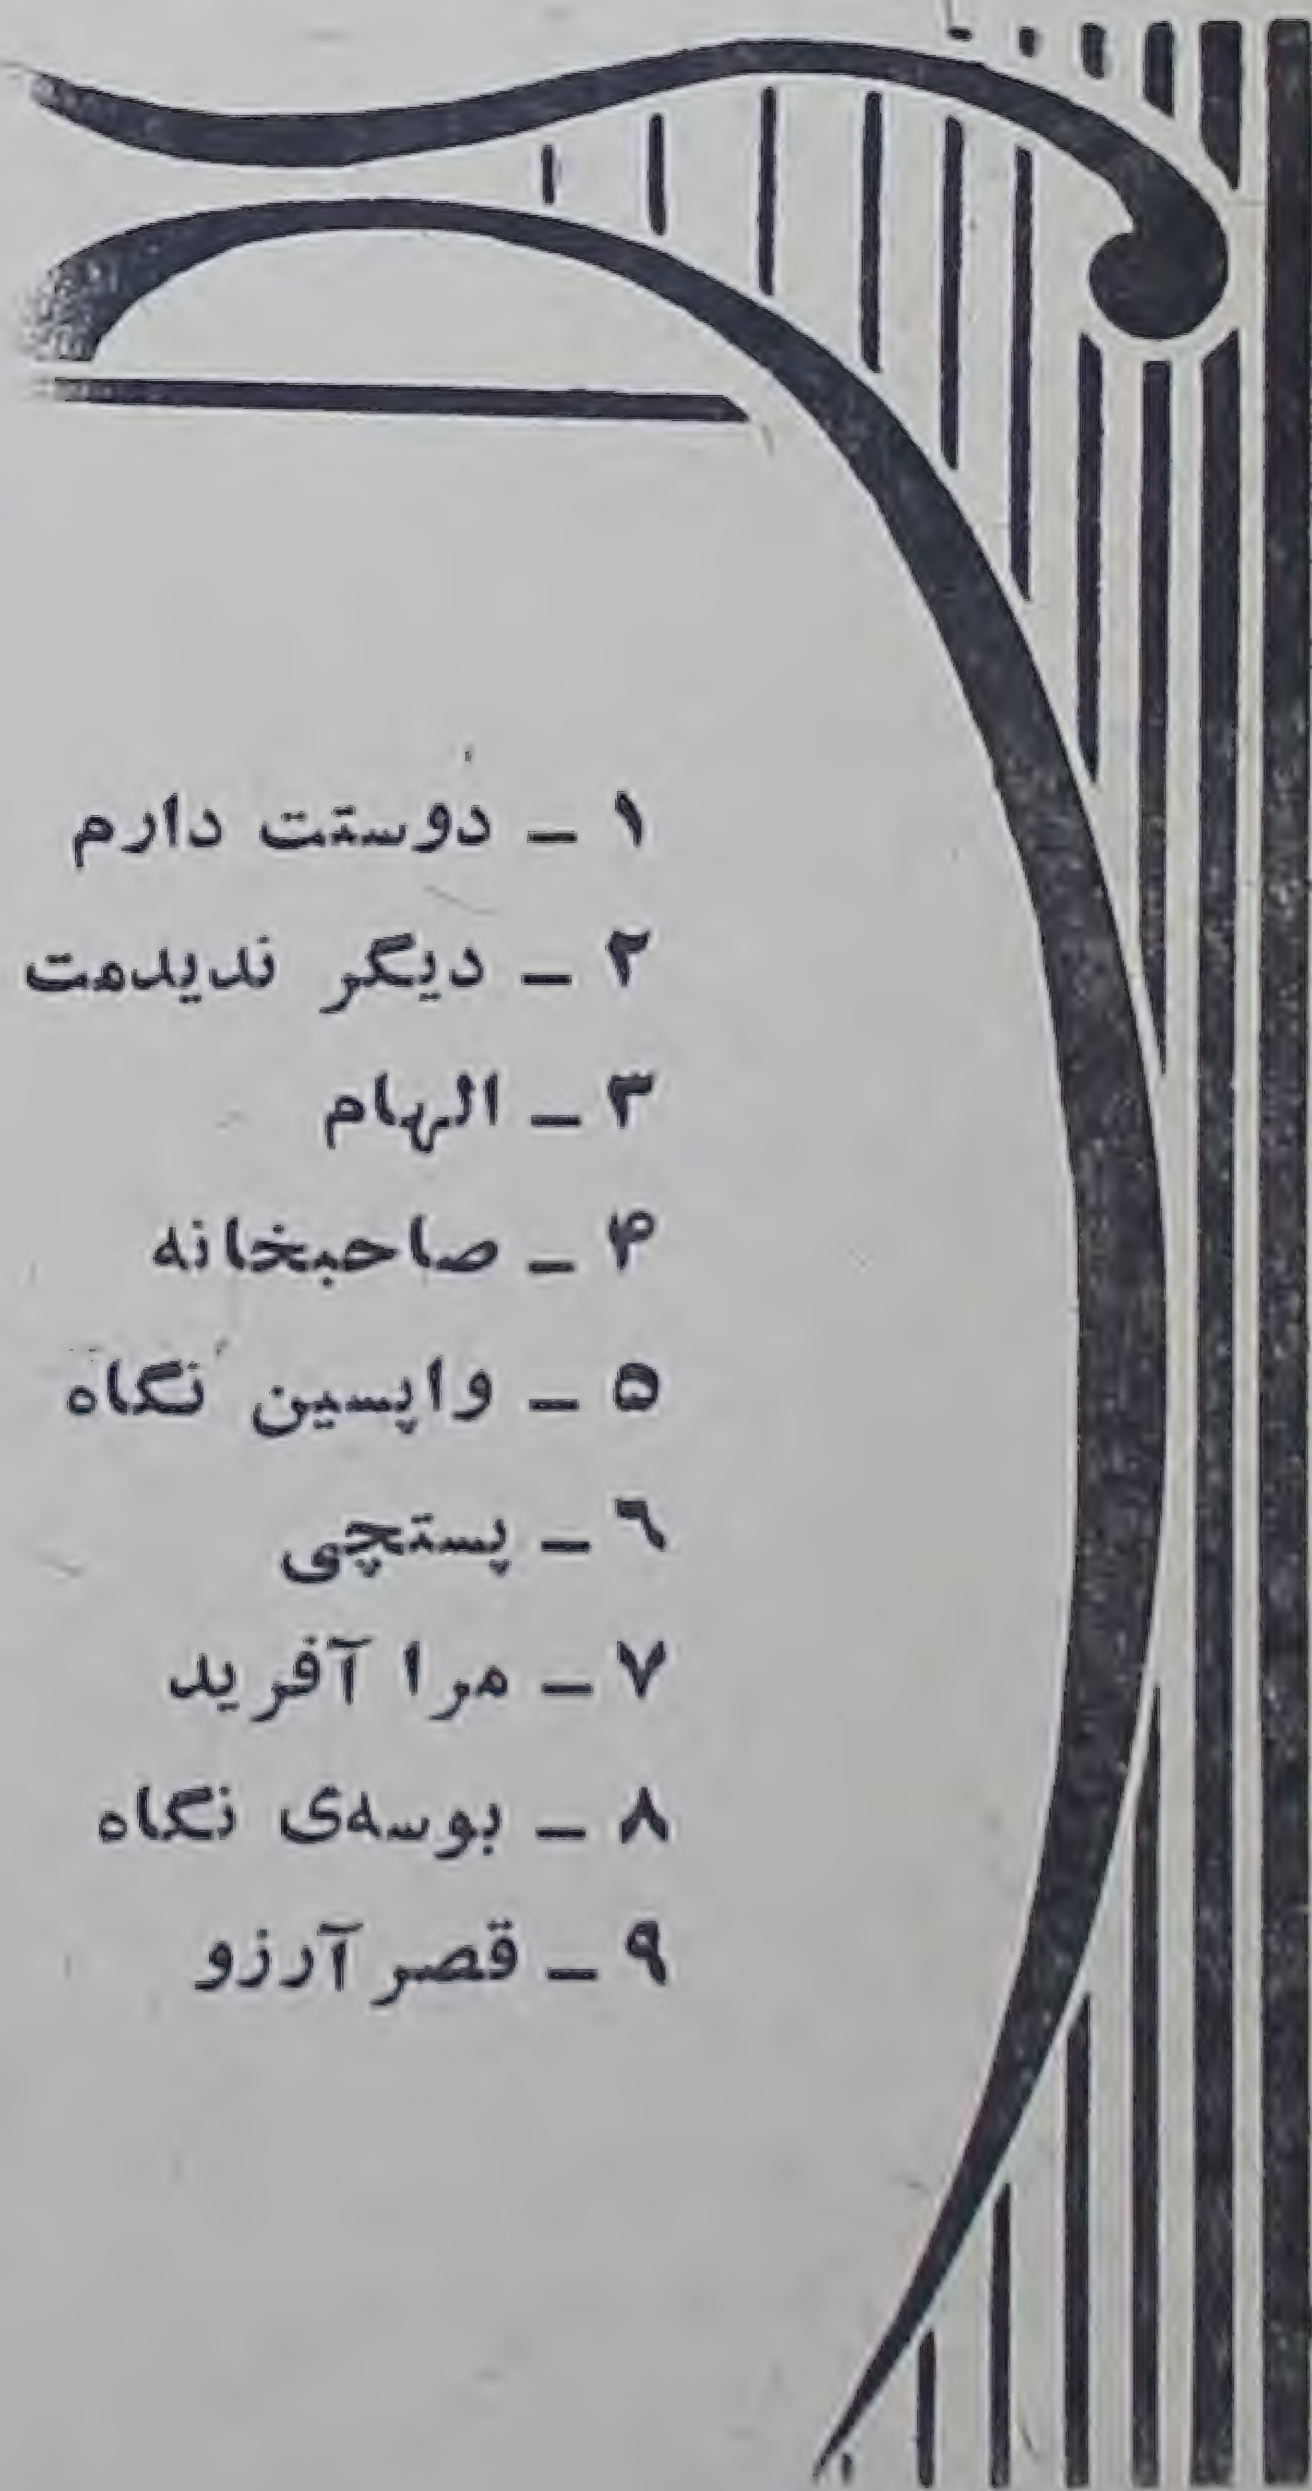 ۱ ـ دوستت دارم
۲ ـ دیگر ندیدمت
۳ ـ الهام
۴ ـ صاحبخانه
۵ ـ واپسین نگاه
٦ ـ پستچی
۷ ـ مرا آفرید
۸ ـ بوسه‌ی نگاه
۹ ـ قصر آرزو